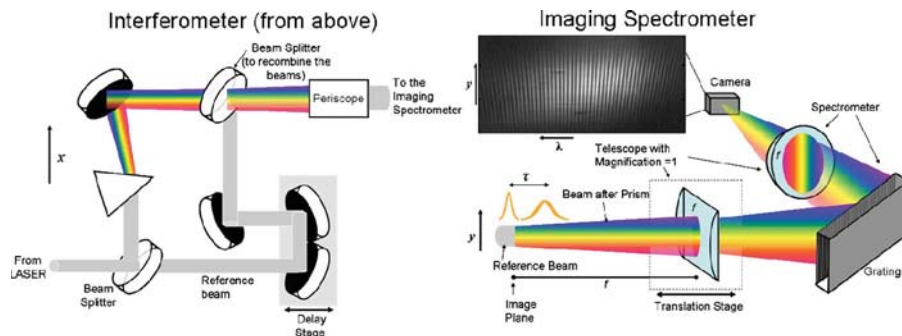 Interferometer (from above)
Beam Splitter
(to recombine the
beams)
Periscope
To the
Imaging
Spectrometer
x
From
LASER
Beam
Splitter
Reference
beam
Delay
Stage
Imaging Spectrometer
y
λ
Camera
Spectrometer
f
Telescope with
Magnification =1
τ
Beam after Prism
f
y
Reference Beam
f
Image
Plane
Translation Stage
Grating